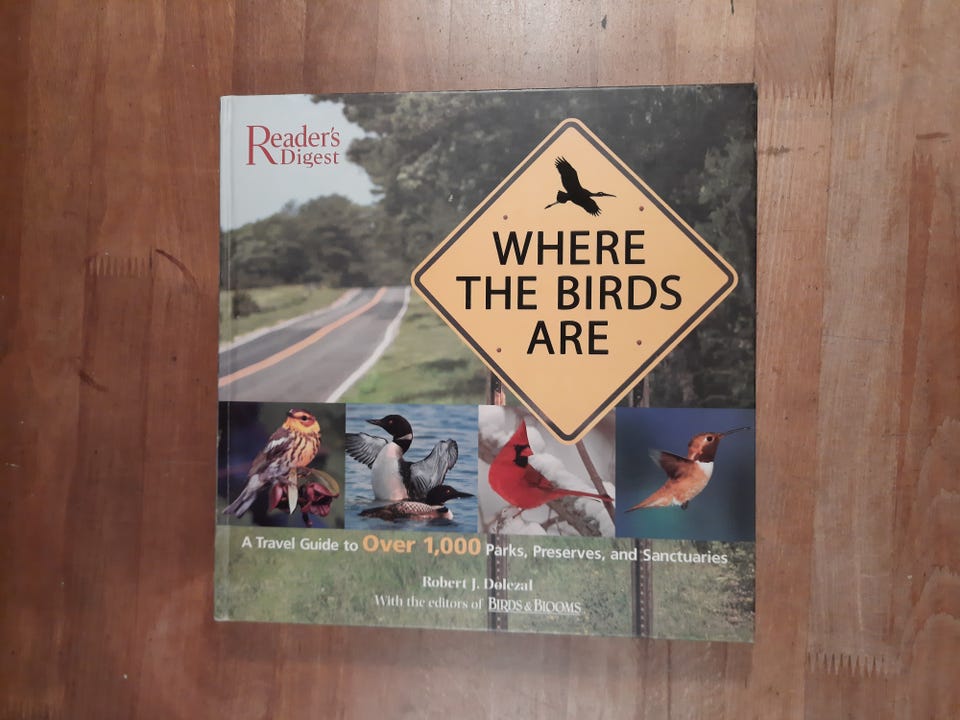 Reader's
Digest
WHERE
THE BIRDS
ARE
A Travel Guide to Over 1,000 Parks, Preserves, and Sanctuaries
Robert J. Dolezal
With the editors of BIRDS & BLOOMS